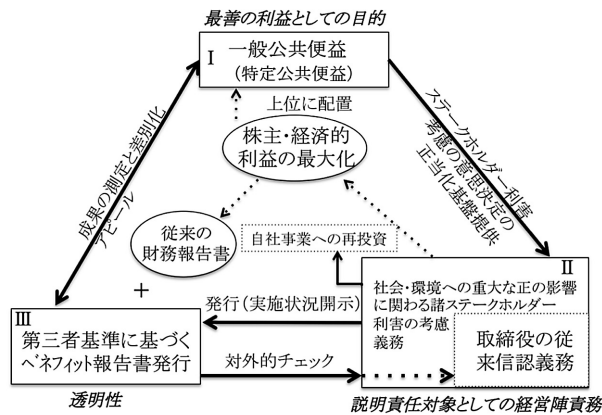 最善の利益としての目的
Ⅰ 一般公共便益
(特定公共便益)
上位に配置
株主・経済的
利益の最大化
成果の測定と差別化
アピール
ステークホルダー利害
考慮の意思決定の
正当化基盤提供
従来の
財務報告書
自社事業への再投資
+
Ⅱ
社会・環境への重大な正の影響
に関わる諸ステークホルダー
利害の考慮
義務
取締役の従
来信認義務
発行(実施状況開示)
Ⅲ
第三者基準に基づく
ベネフィット報告書発行
対外的チェック
透明性
説明責任対象としての経営陣責務